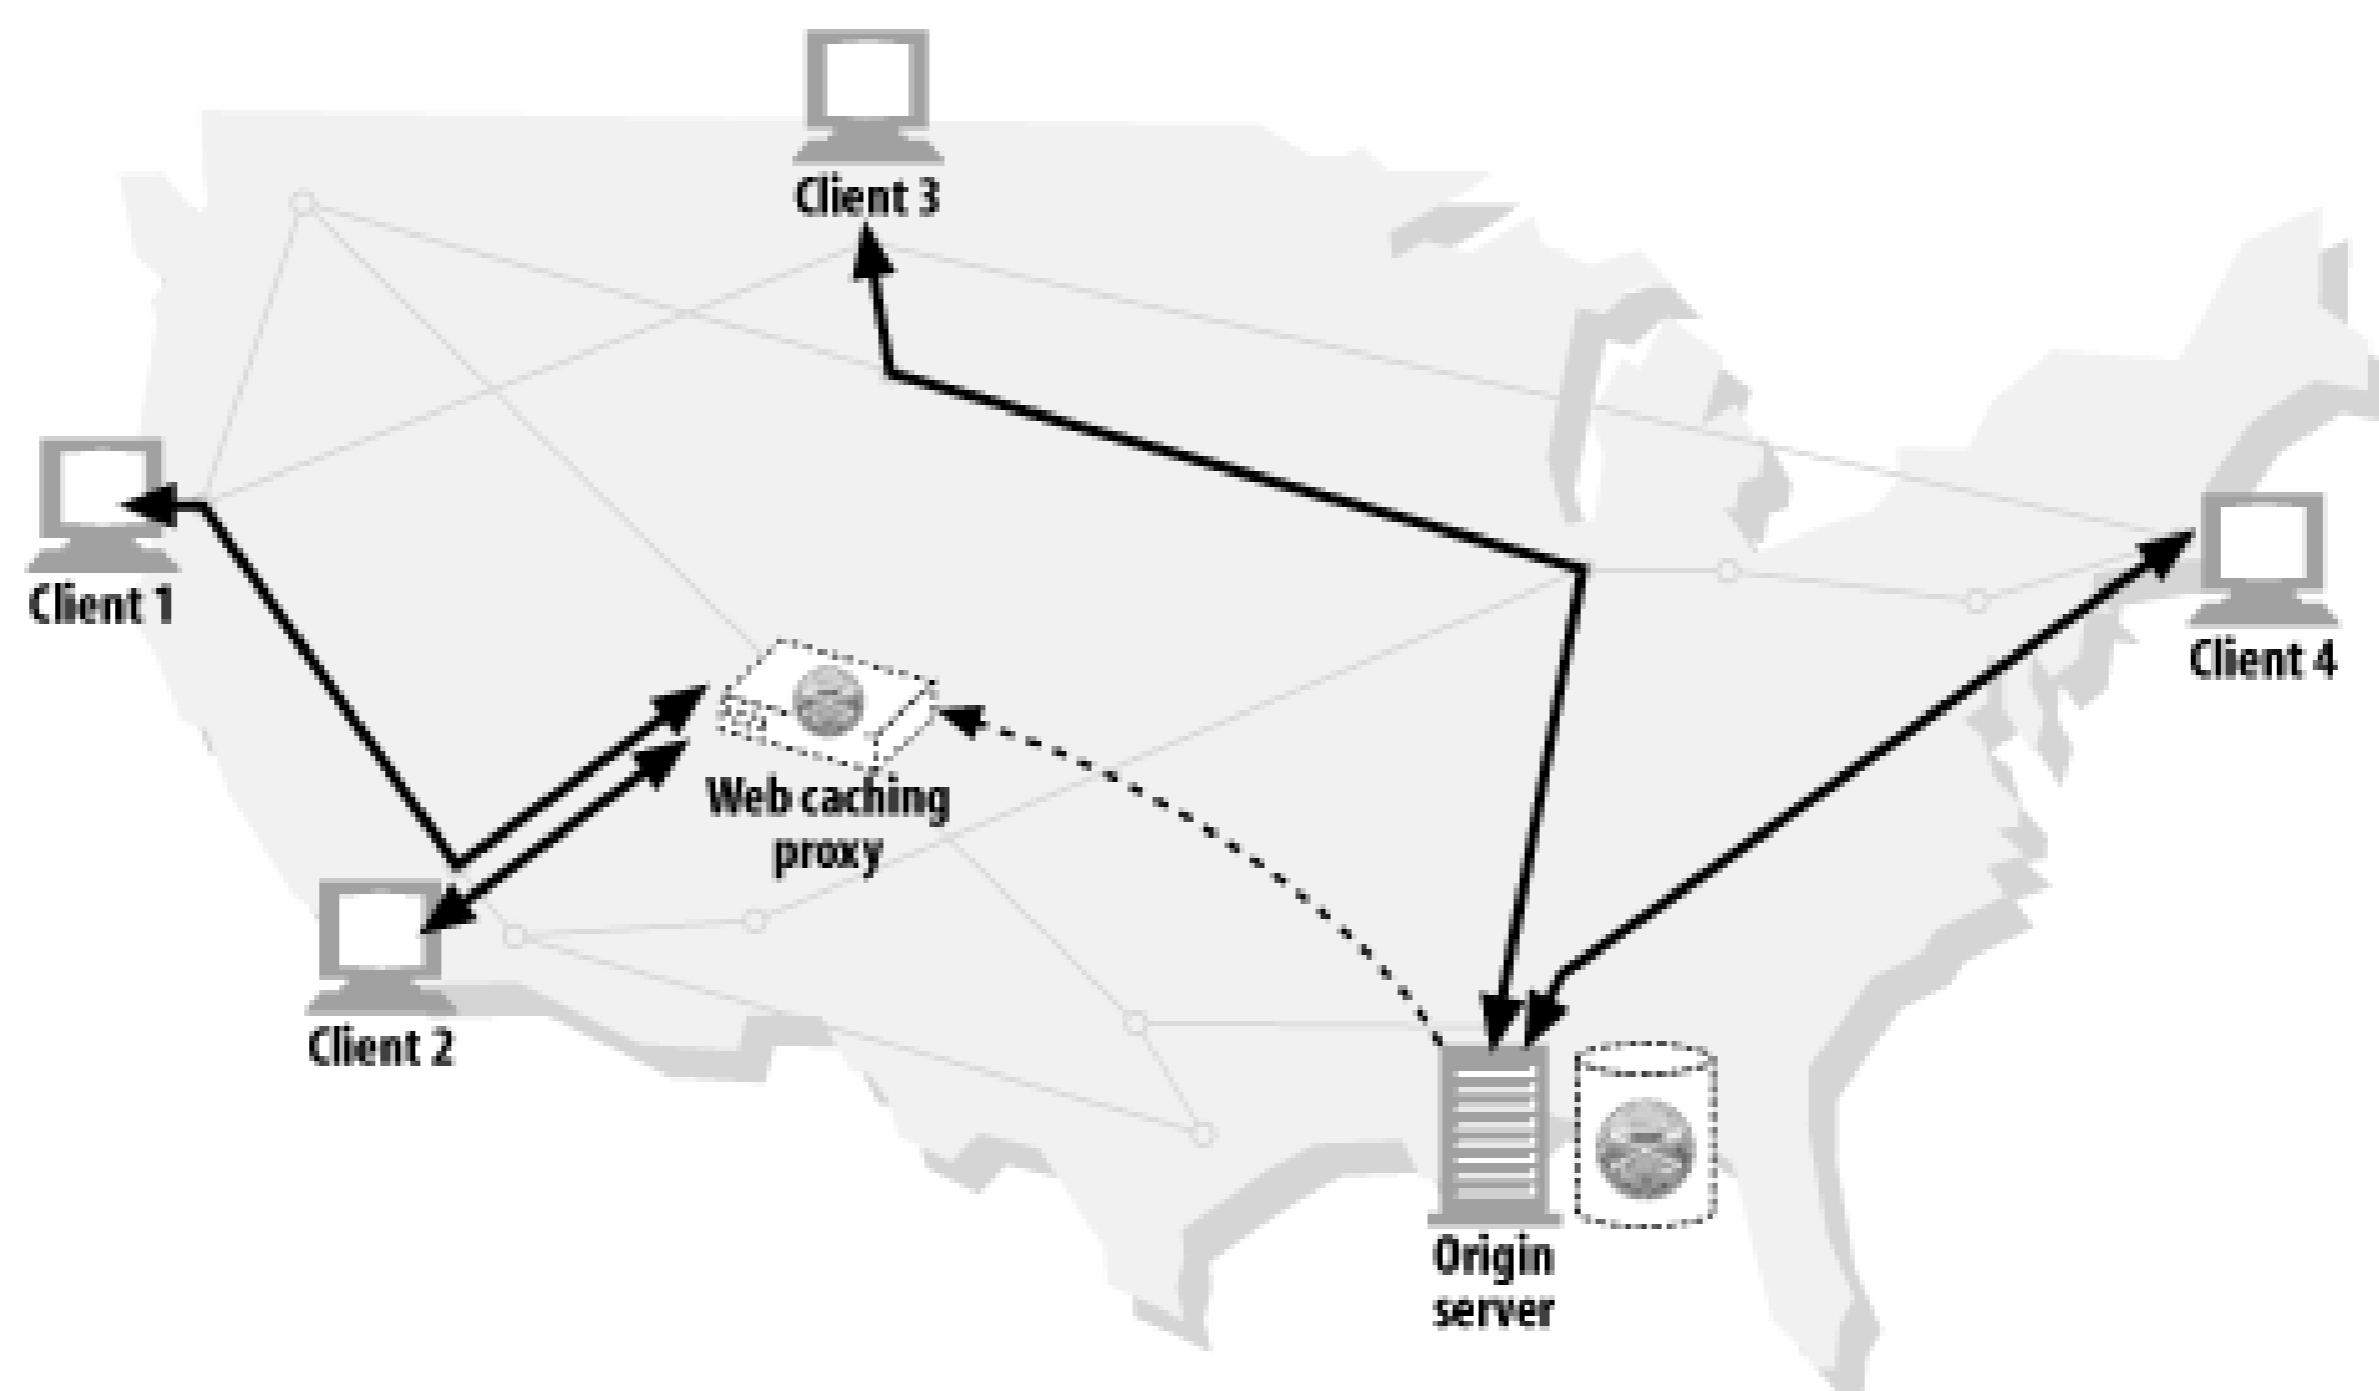 Client 3
Client 1
Client 4
Web caching
proxy
Client 2
Origin
server